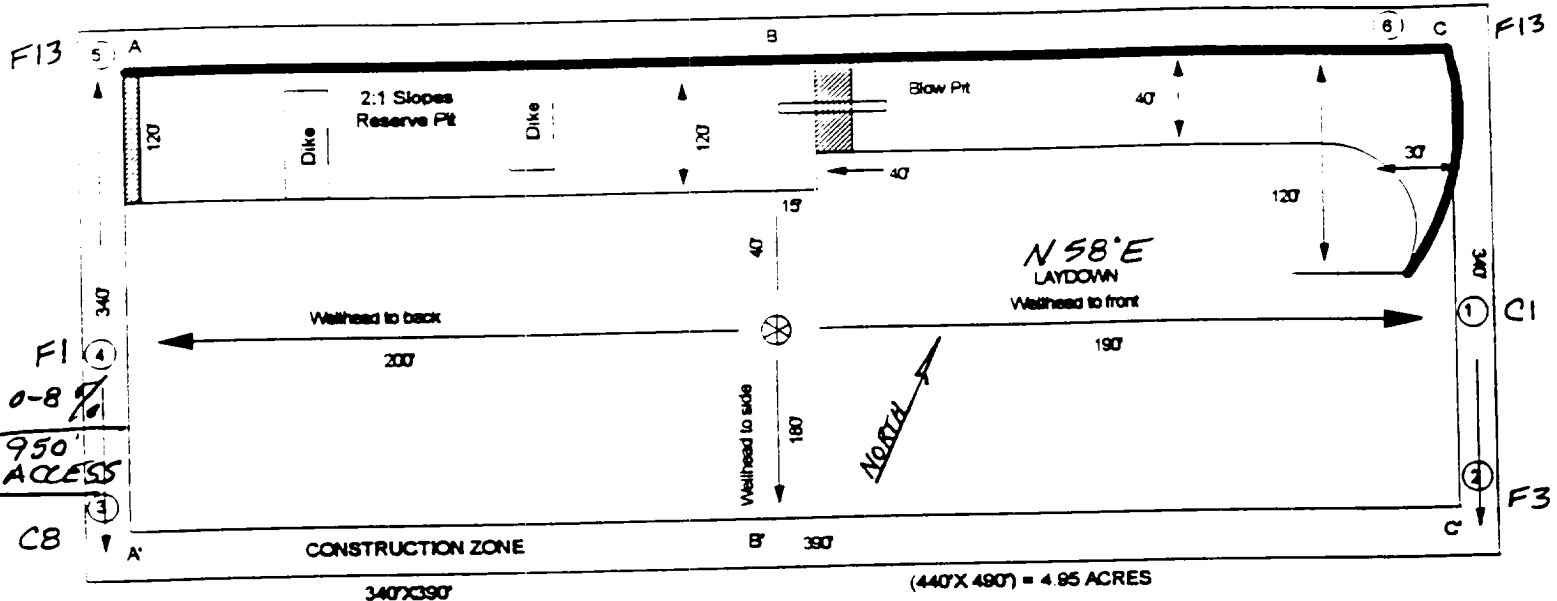 F13 5 A B 6 C F13
2:1 Slopes
Reserve Pit
Dike
Dike
120'
120'
Blow Pit
40'
40'
30'
120'
15'
40'
N 58°E
LAYDOWN
Wellhead to front
190'
Wellhead to back
200'
340'
340'
1 C1
F1 4
0-8%
950'
ACCESS
3
C8
Wellhead to side
180'
NORTH
2
F3
A' B' 390' C'
CONSTRUCTION ZONE
340'X390'
(440'X 490') = 4.95 ACRES